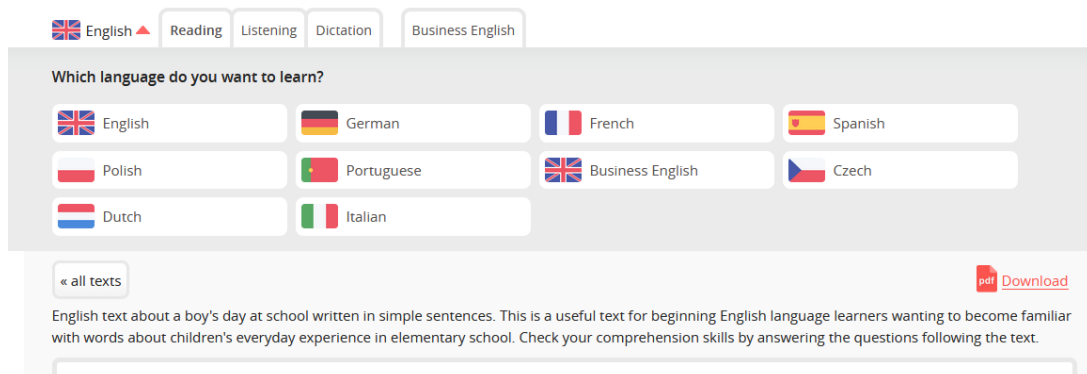 English Reading Listening Dictation Business English
Which language do you want to learn?
English German French Spanish
Polish Portuguese Business English Czech
Dutch Italian
« all texts pdf Download
English text about a boy's day at school written in simple sentences. This is a useful text for beginning English language learners wanting to become familiar
with words about children's everyday experience in elementary school. Check your comprehension skills by answering the questions following the text.